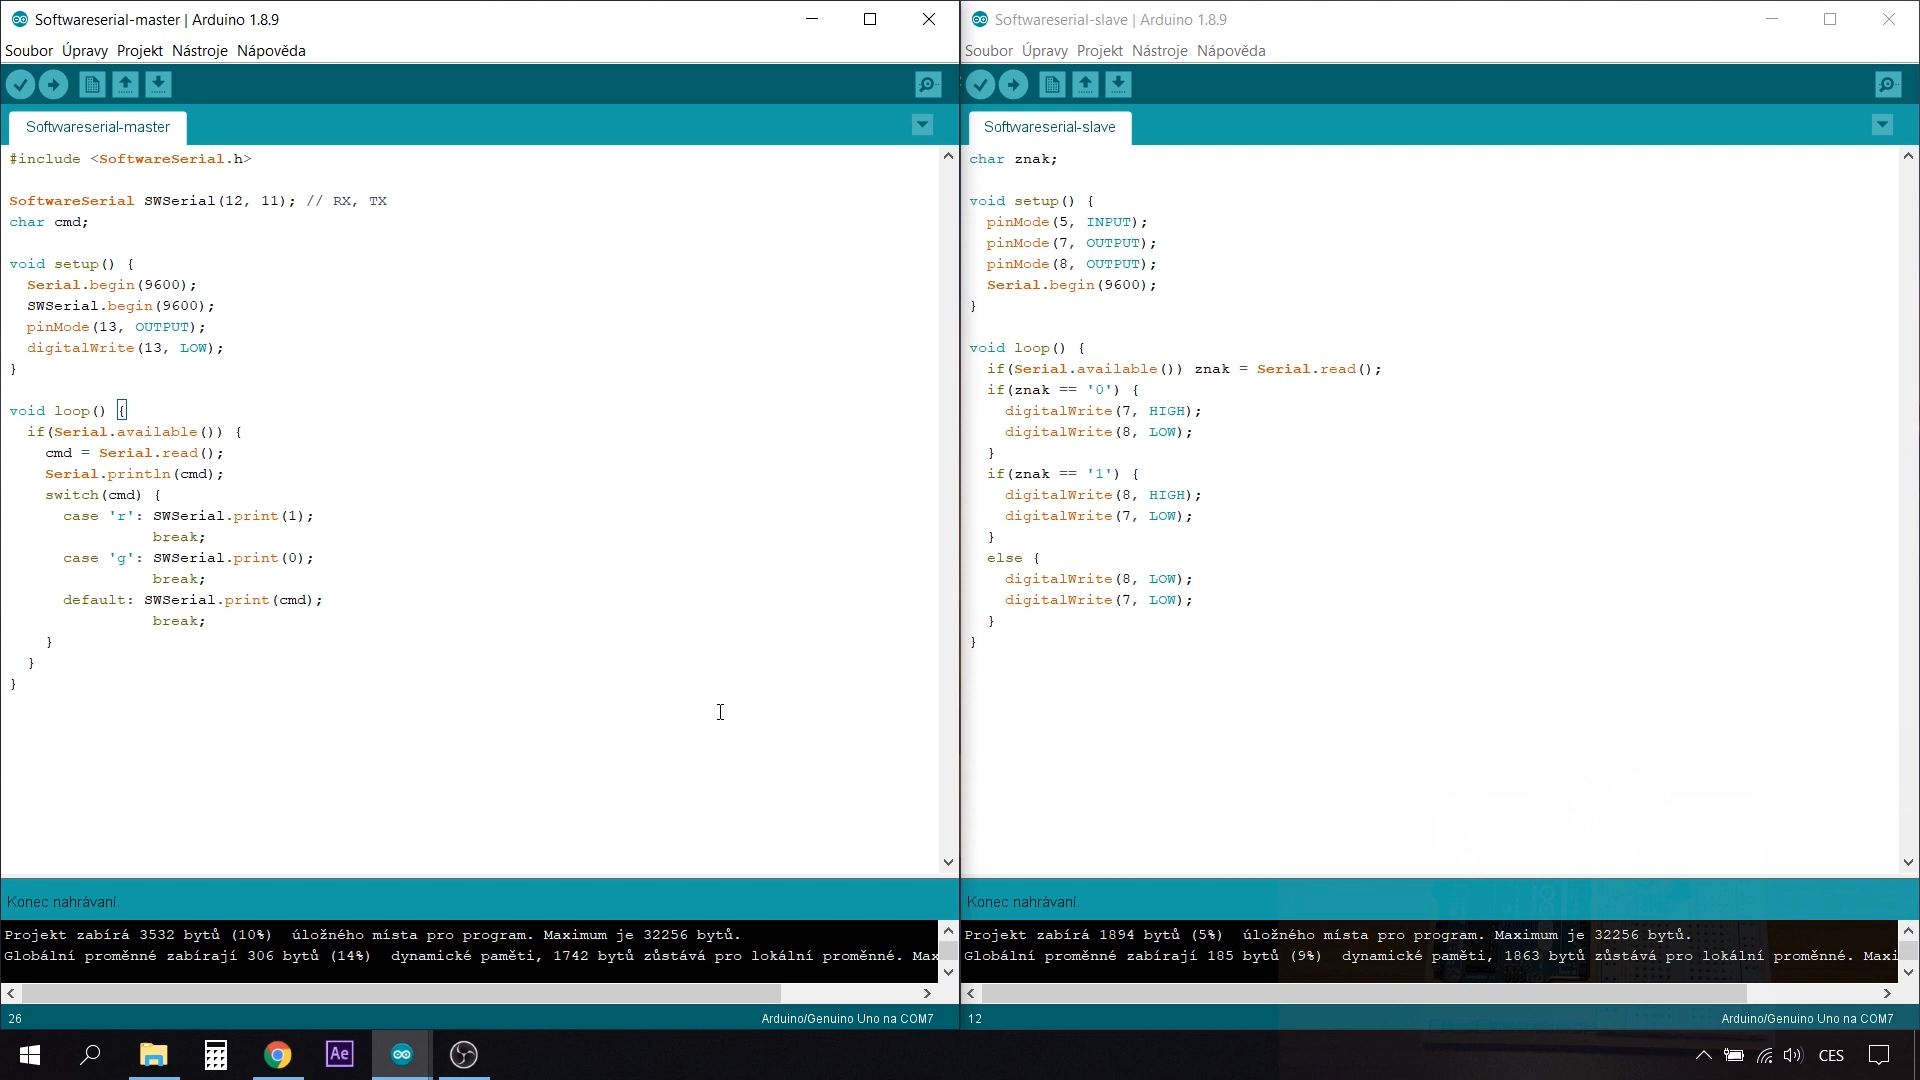 Softwareserial-master | Arduino 1.8.9
Soubor Úpravy Projekt Nástroje Nápověda
Softwareserial-master
#include <SoftwareSerial.h>
SoftwareSerial SWSerial(12, 11); // RX, TX
char cmd;
void setup() {
Serial.begin(9600);
SWSerial.begin(9600);
pinMode(13, OUTPUT);
digitalWrite(13, LOW);
}
void loop() {
if(Serial.available()) {
cmd = Serial.read();
Serial.println(cmd);
switch(cmd) {
case 'r': SWSerial.print(1);
break;
case 'g': SWSerial.print(0);
break;
default: SWSerial.print(cmd);
break;
}
}
}
Konec nahrávaní.
Projekt zabírá 3532 bytů (10%)  úložného místa pro program. Maximum je 32256 bytů.
Globální proměnné zabírají 306 bytů (14%)  dynamické paměti, 1742 bytů zůstává pro lokální proměnné. Max
26
Arduino/Genuino Uno na COM7
Softwareserial-slave | Arduino 1.8.9
Soubor Úpravy Projekt Nástroje Nápověda
Softwareserial-slave
char znak;
void setup() {
pinMode(5, INPUT);
pinMode(7, OUTPUT);
pinMode(8, OUTPUT);
Serial.begin(9600);
}
void loop() {
if(Serial.available()) znak = Serial.read();
if(znak == '0') {
digitalWrite(7, HIGH);
digitalWrite(8, LOW);
}
if(znak == '1') {
digitalWrite(8, HIGH);
digitalWrite(7, LOW);
}
else {
digitalWrite(8, LOW);
digitalWrite(7, LOW);
}
}
Konec nahrávaní.
Projekt zabírá 1894 bytů (5%)  úložného místa pro program. Maximum je 32256 bytů.
Globální proměnné zabírají 185 bytů (9%)  dynamické paměti, 1863 bytů zůstává pro lokální proměnné. Maxi
12
Arduino/Genuino Uno na COM7
Ae
CES